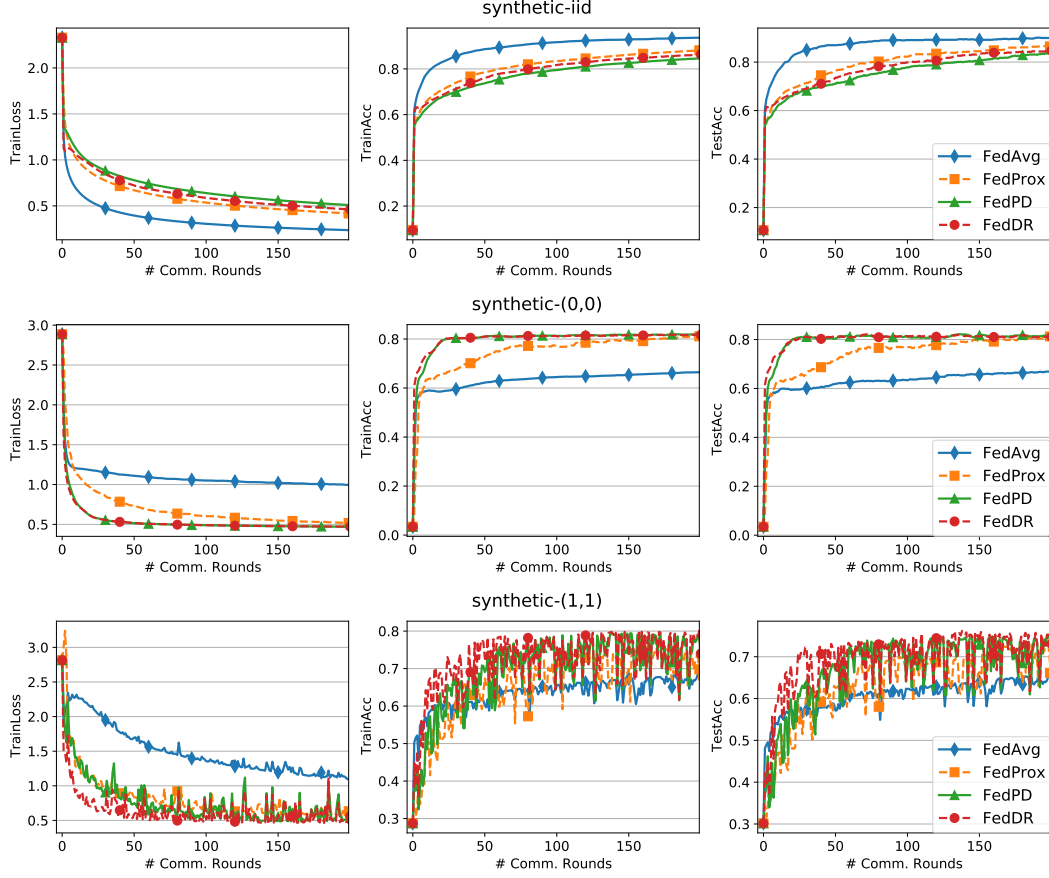 synthetic-iid
TrainLoss
2.0
1.5
1.0
0.5
0 50 100 150
# Comm. Rounds
TrainAcc
0.8
0.6
0.4
0.2
0 50 100 150
# Comm. Rounds
TestAcc
0.8
0.6
0.4
0.2
0 50 100 150
# Comm. Rounds
FedAvg
FedProx
FedPD
FedDR
synthetic-(0,0)
TrainLoss
3.0
2.5
2.0
1.5
1.0
0.5
0 50 100 150
# Comm. Rounds
TrainAcc
0.8
0.6
0.4
0.2
0.0
0 50 100 150
# Comm. Rounds
TestAcc
0.8
0.6
0.4
0.2
0.0
0 50 100 150
# Comm. Rounds
FedAvg
FedProx
FedPD
FedDR
synthetic-(1,1)
TrainLoss
3.0
2.5
2.0
1.5
1.0
0.5
0 50 100 150
# Comm. Rounds
TrainAcc
0.8
0.7
0.6
0.5
0.4
0.3
0 50 100 150
# Comm. Rounds
TestAcc
0.7
0.6
0.5
0.4
0.3
0 50 100 150
# Comm. Rounds
FedAvg
FedProx
FedPD
FedDR